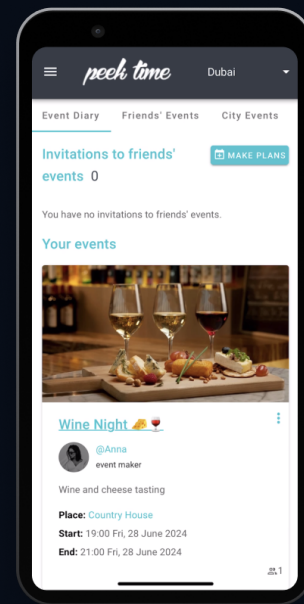 peek time
Dubai
Event Diary Friends' Events City Events
Invitations to friends'
events 0
MAKE PLANS
You have no invitations to friends' events.
Your events
Wine Night 🧀🍷
@Anna
event maker
Wine and cheese tasting
Place: Country House
Start: 19:00 Fri, 28 June 2024
End: 21:00 Fri, 28 June 2024
1